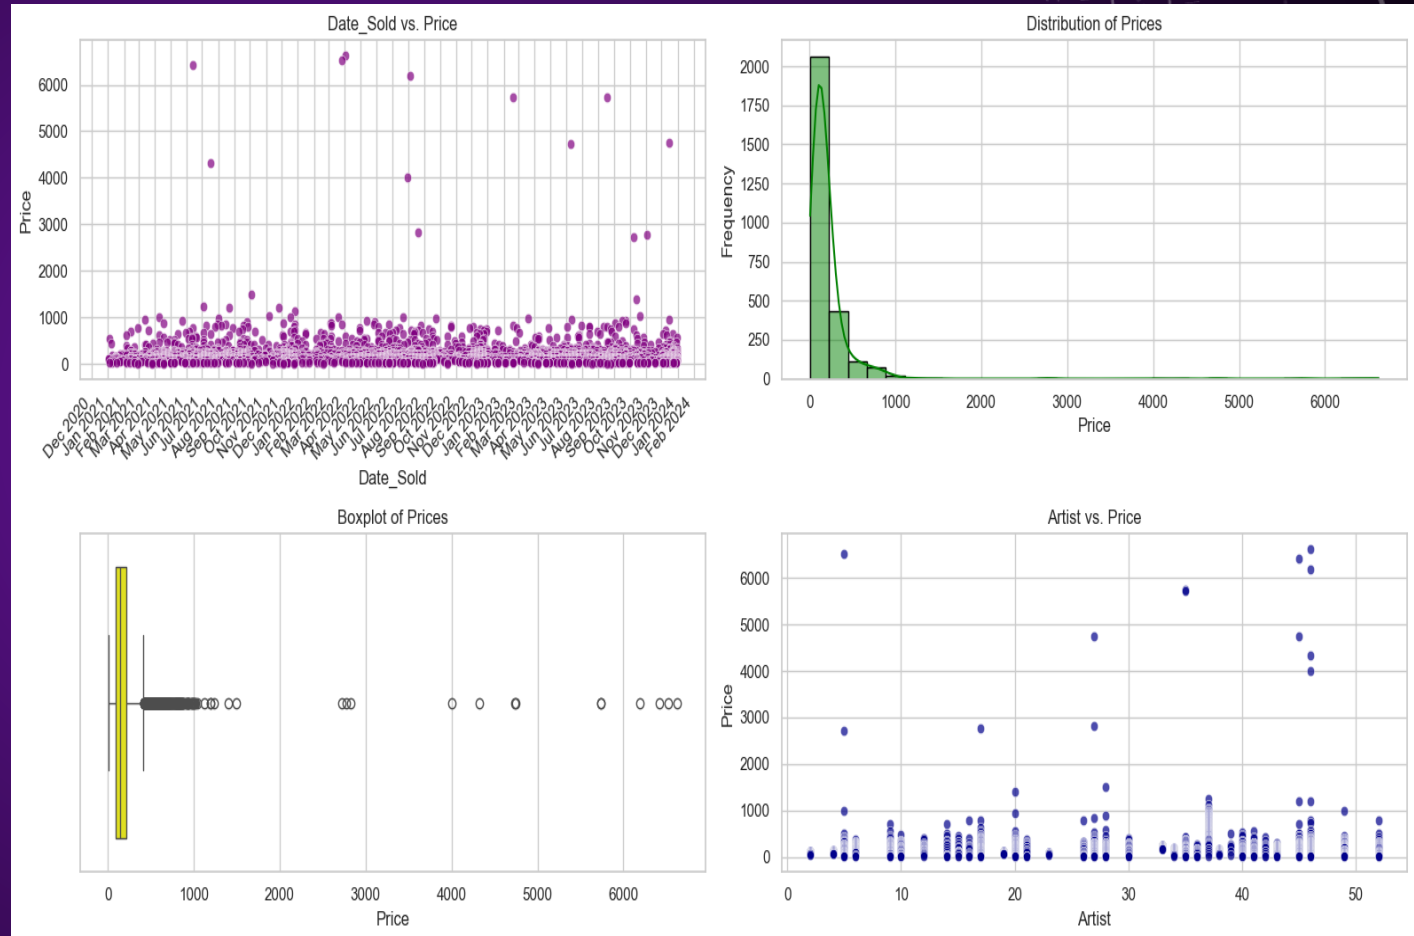 Date_Sold vs. Price
Price
6000
5000
4000
3000
2000
1000
0
Dec 2020
Jan 2021
Feb 2021
Mar 2021
Apr 2021
May 2021
Jun 2021
Jul 2021
Aug 2021
Sep 2021
Oct 2021
Nov 2021
Dec 2021
Jan 2022
Feb 2022
Mar 2022
Apr 2022
May 2022
Jun 2022
Jul 2022
Aug 2022
Sep 2022
Oct 2022
Nov 2022
Dec 2022
Jan 2023
Feb 2023
Mar 2023
Apr 2023
May 2023
Jun 2023
Jul 2023
Aug 2023
Sep 2023
Oct 2023
Nov 2023
Dec 2023
Jan 2024
Feb 2024
Date_Sold
Distribution of Prices
Frequency
2000
1750
1500
1250
1000
750
500
250
0
0 1000 2000 3000 4000 5000 6000
Price
Boxplot of Prices
0 1000 2000 3000 4000 5000 6000
Price
Artist vs. Price
Price
6000
5000
4000
3000
2000
1000
0
0 10 20 30 40 50
Artist